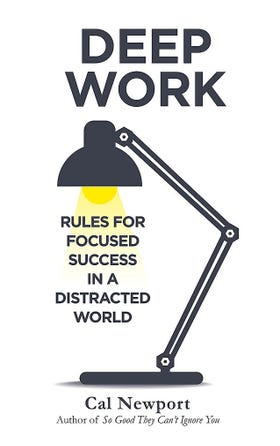 DEEP
WORK
RULES FOR
FOCUSED
SUCCESS
IN A
DISTRACTED
WORLD
Cal Newport
Author of So Good They Can't Ignore You